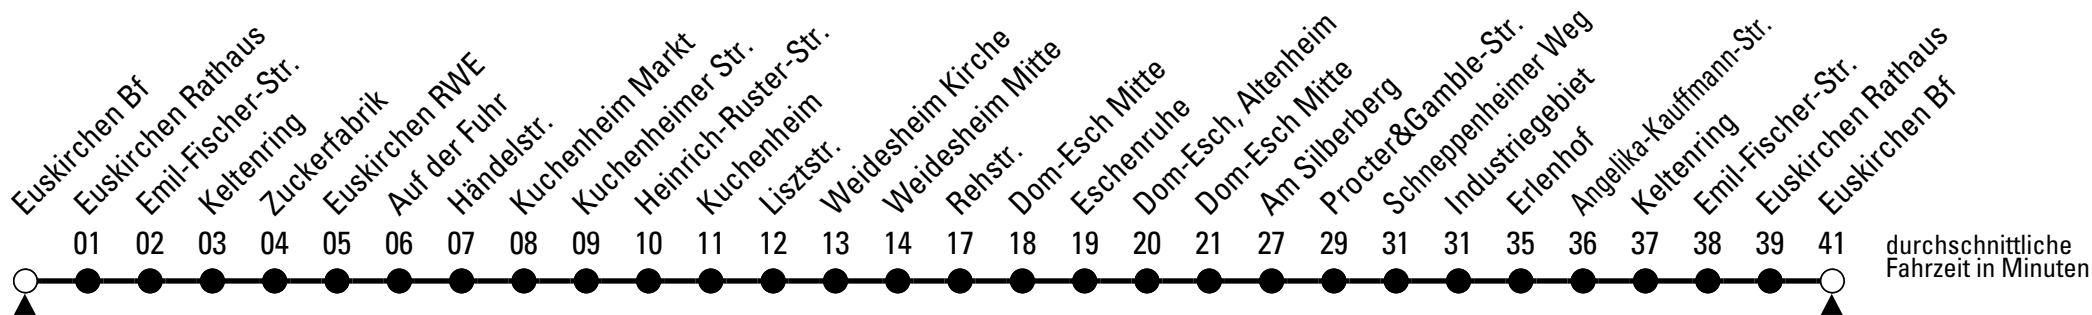 Euskirchen Bf
Euskirchen Rathaus
Emil-Fischer-Str.
Keltenring
Zuckerfabrik
Euskirchen RWE
Auf der Fuhr
Händelstr.
Kuchenheim Markt
Kuchenheimer Str.
Heinrich-Ruster-Str.
Kuchenheim
Lisztstr.
Weidesheim Kirche
Weidesheim Mitte
Rehstr.
Dom-Esch Mitte
Eschenruhe
Dom-Esch, Altenheim
Dom-Esch Mitte
Am Silberberg
Procter&Gamble-Str.
Schneppenheimer Weg
Industriegebiet
Erlenhof
Angelika-Kauffmann-Str.
Keltenring
Emil-Fischer-Str.
Euskirchen Rathaus
Euskirchen Bf
01 02 03 04 05 06 07 08 09 10 11 12 13 14 17 18 19 20 21 27 29 31 31 35 36 37 38 39 41
durchschnittliche
Fahrzeit in Minuten